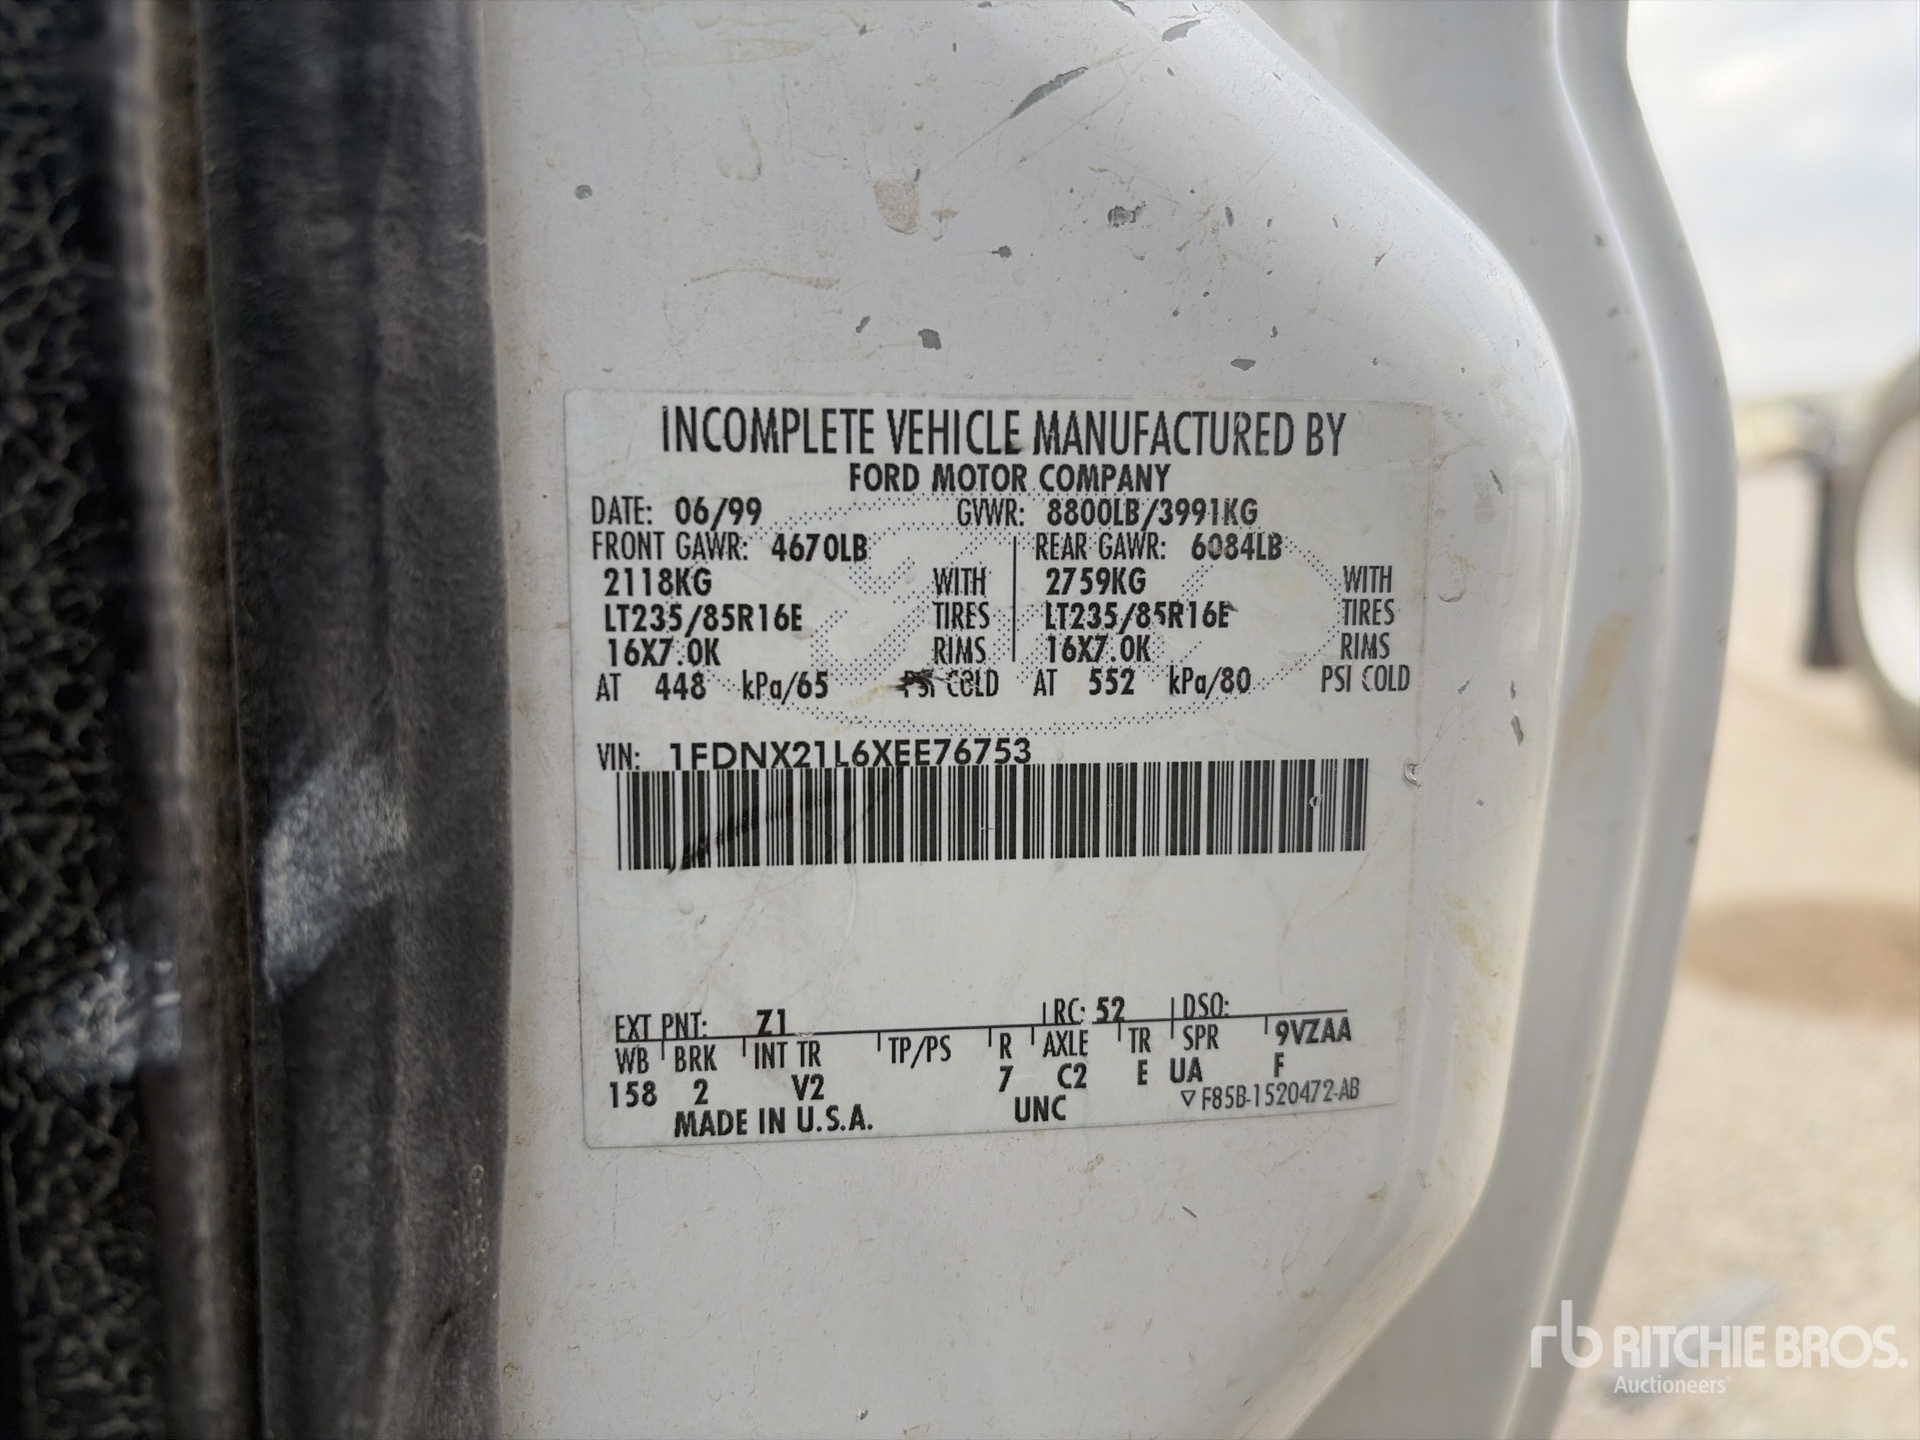 INCOMPLETE VEHICLE MANUFACTURED BY
FORD MOTOR COMPANY
DATE: 06/99 GVWR: 8800LB/3991KG
FRONT GAWR: 4670LB REAR GAWR: 6084LB
2118KG WITH 2759KG WITH
LT235/85R16E TIRES LT235/85R16E TIRES
16X7.0K RIMS 16X7.0K RIMS
AT 448 kPa/65 PSI COLD AT 552 kPa/80 PSI COLD
VIN: 1FDNX21L6XEE76753
EXT PNT: Z1 RC: 52 DSO:
WB BRK INT TR TP/PS R AXLE TR SPR 9VZAA
158 2 V2 7 C2 E UA F
MADE IN U.S.A. UNC ▽ F85B-1520472-AB
rb RITCHIE BROS.
Auctioneers